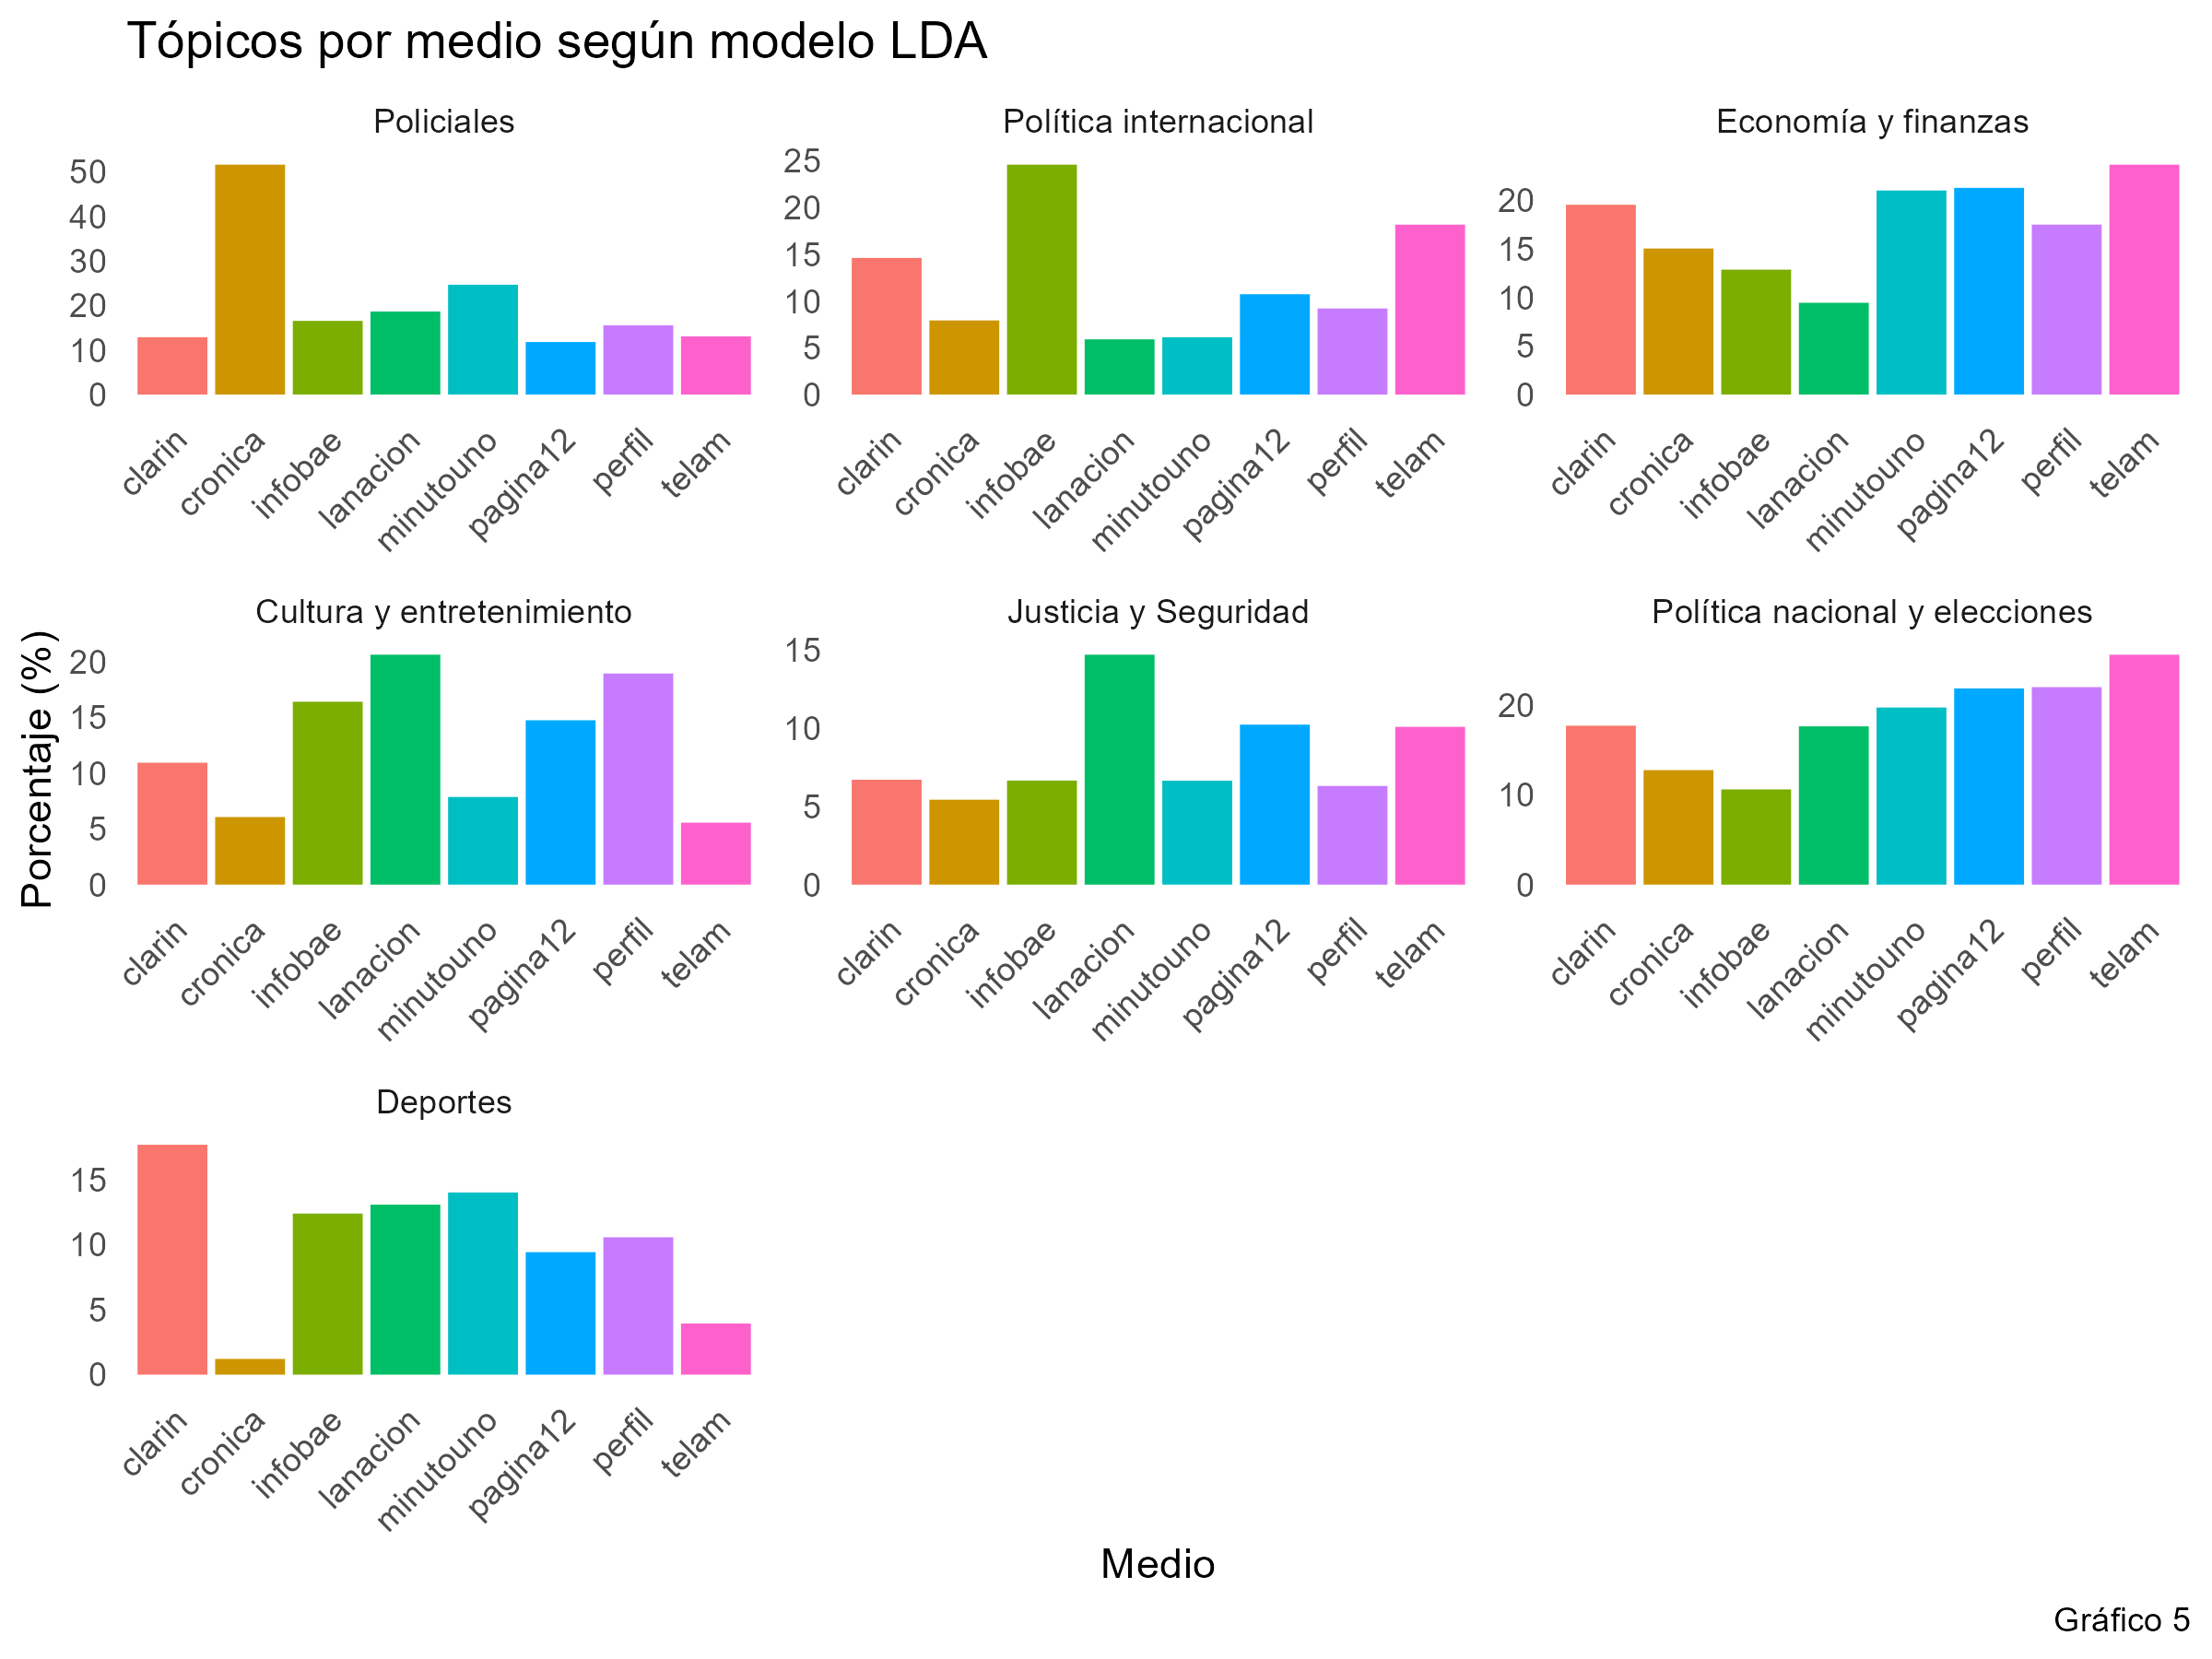 Tópicos por medio según modelo LDA
Policiales
Política internacional
Economía y finanzas
50
40
30
20
10
0
25
20
15
10
5
0
20
15
10
5
0
clarin cronica infobae lanacion minutouno pagina12 perfil telam
clarin cronica infobae lanacion minutouno pagina12 perfil telam
clarin cronica infobae lanacion minutouno pagina12 perfil telam
Porcentaje (%)
Cultura y entretenimiento
Justicia y Seguridad
Política nacional y elecciones
20
15
10
5
0
15
10
5
0
20
10
0
clarin cronica infobae lanacion minutouno pagina12 perfil telam
clarin cronica infobae lanacion minutouno pagina12 perfil telam
clarin cronica infobae lanacion minutouno pagina12 perfil telam
Deportes
15
10
5
0
clarin cronica infobae lanacion minutouno pagina12 perfil telam
Medio
Gráfico 5